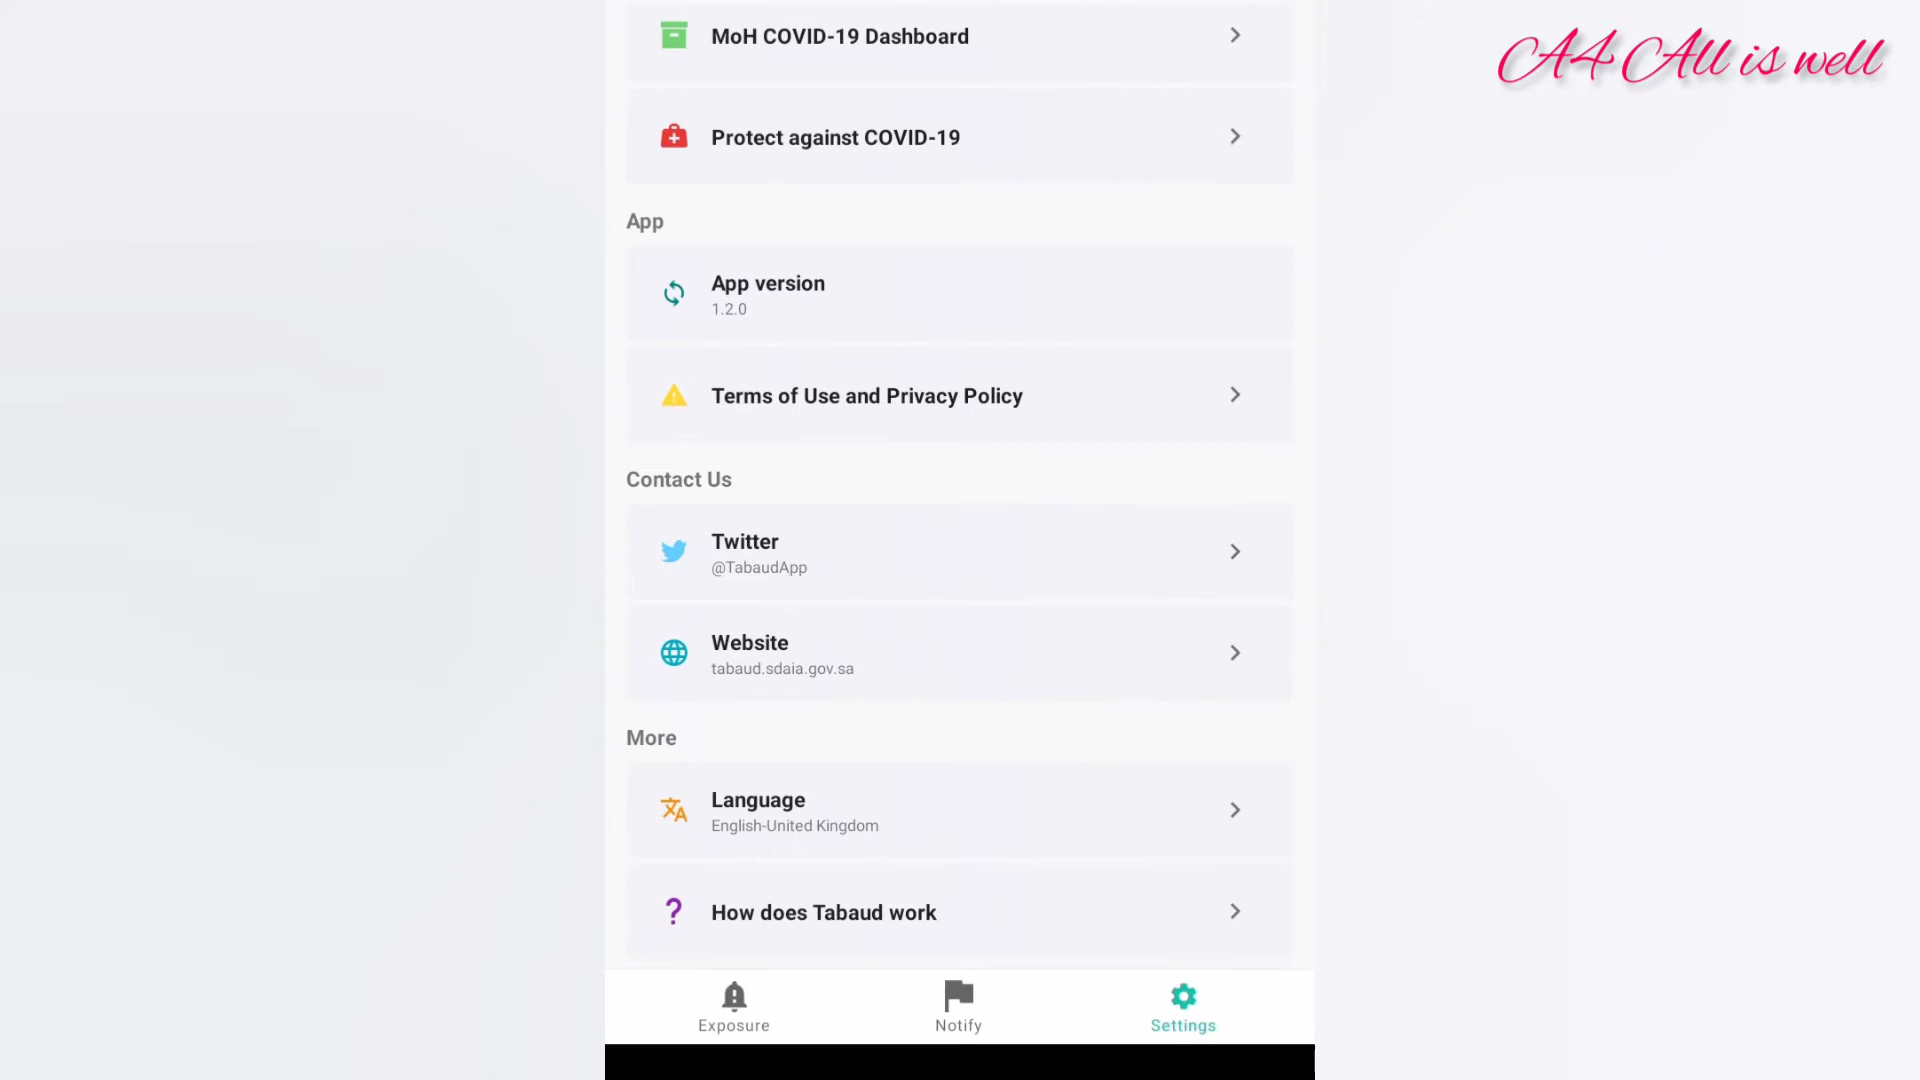 A4 All is well
MoH COVID-19 Dashboard
Protect against COVID-19
App
App version
1.2.0
Terms of Use and Privacy Policy
Contact Us
Twitter
@TabaudApp
Website
tabaud.sdaia.gov.sa
More
Language
English-United Kingdom
How does Tabaud work
Exposure
Notify
Settings